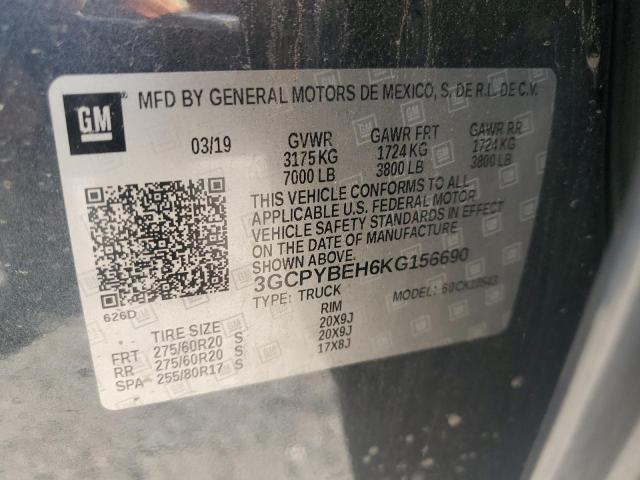 GM
MFD BY GENERAL MOTORS DE MEXICO, S. DE R.L. DE C.V.
03/19 GVWR GAWR FRT GAWR RR
3175 KG 1724 KG 1724 KG
7000 LB 3800 LB 3800 LB
THIS VEHICLE CONFORMS TO ALL
APPLICABLE U.S. FEDERAL MOTOR
VEHICLE SAFETY STANDARDS IN EFFECT
ON THE DATE OF MANUFACTURE
SHOWN ABOVE.
3GCPYBEH6KG156690
626D TYPE: TRUCK MODEL:
TIRE SIZE RIM
FRT 275/60R20 S 20X9J
RR 275/60R20 S 20X9J
SPA 255/80R17 S 17X8J